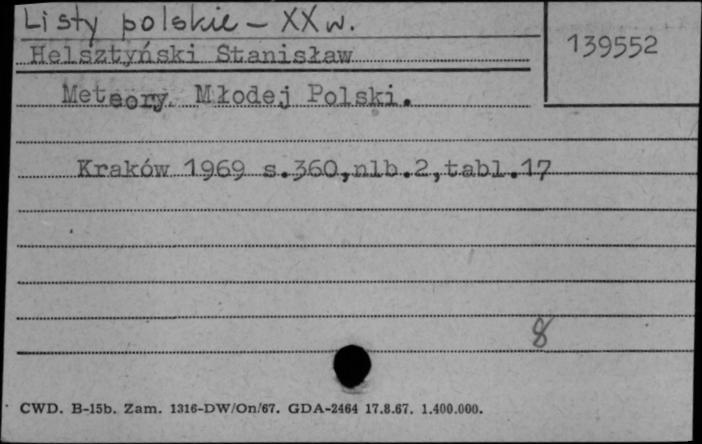 Listy polskie - XX w.
139552
Helsztyński Stanisław
Meteory Młodej Polski.
Kraków 1969 s.360,nlb.2,tabl.17
8
CWD. B-15b. Zam. 1316-DW/On/67. GDA-2464 17.8.67. 1.400.000.